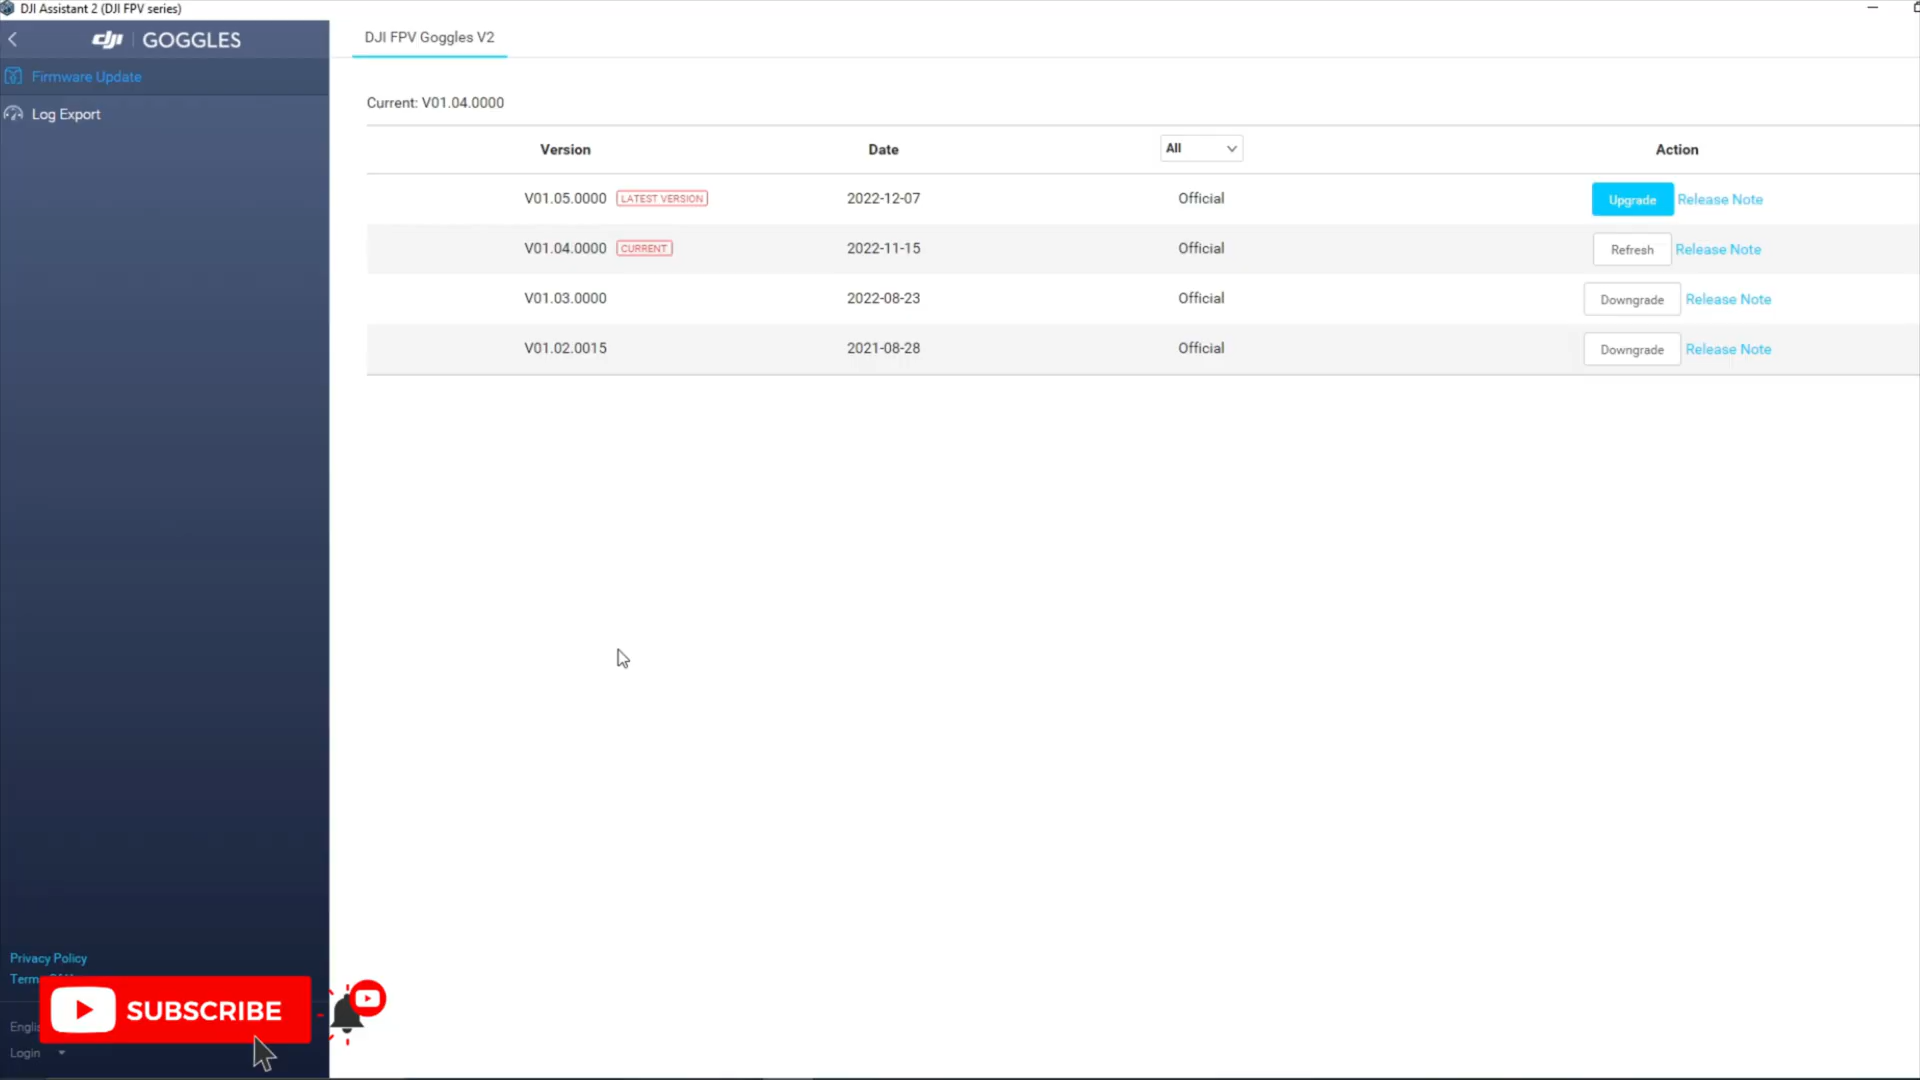 DJI Assistant 2 (DJI FPV series)
dji GOGGLES
Firmware Update
Log Export
DJI FPV Goggles V2
Current: V01.04.0000
Version Date All Action
V01.05.0000 LATEST VERSION 2022-12-07 Official Upgrade Release Note
V01.04.0000 CURRENT 2022-11-15 Official Refresh Release Note
V01.03.0000 2022-08-23 Official Downgrade Release Note
V01.02.0015 2021-08-28 Official Downgrade Release Note
Privacy Policy
SUBSCRIBE
Login